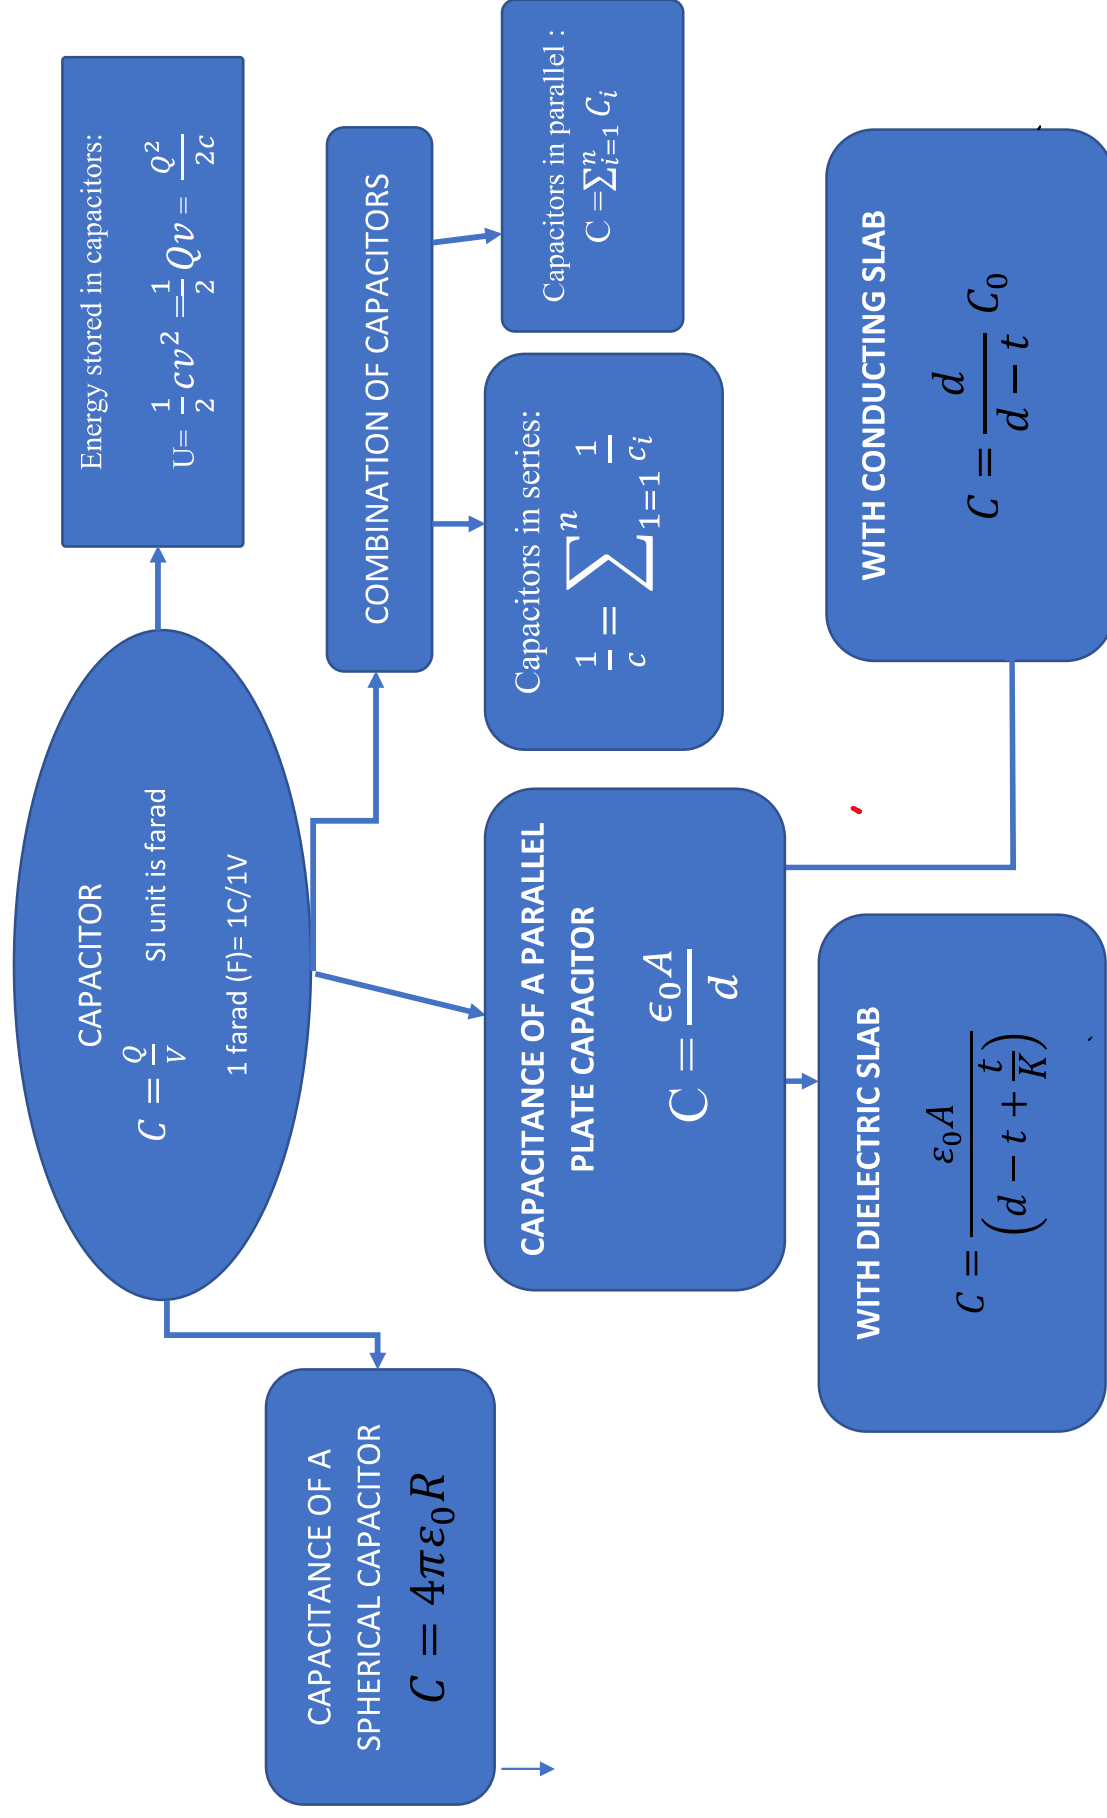 CAPACITOR
C = Q/V SI unit is farad
1 farad (F)= 1C/1V
Energy stored in capacitors:
U= 1/2 cv² = 1/2 Qv = Q²/2c
COMBINATION OF CAPACITORS
Capacitors in series:
1/c = ∑ⁿ₁₌₁ 1/cᵢ
Capacitors in parallel :
C = ∑ⁿᵢ₌₁ Cᵢ
CAPACITANCE OF A
SPHERICAL CAPACITOR
C = 4πε₀R
CAPACITANCE OF A PARALLEL
PLATE CAPACITOR
C = ϵ₀A/d
WITH DIELECTRIC SLAB
C = ε₀A/(d − t + t/K)
WITH CONDUCTING SLAB
C = d/(d − t) C₀